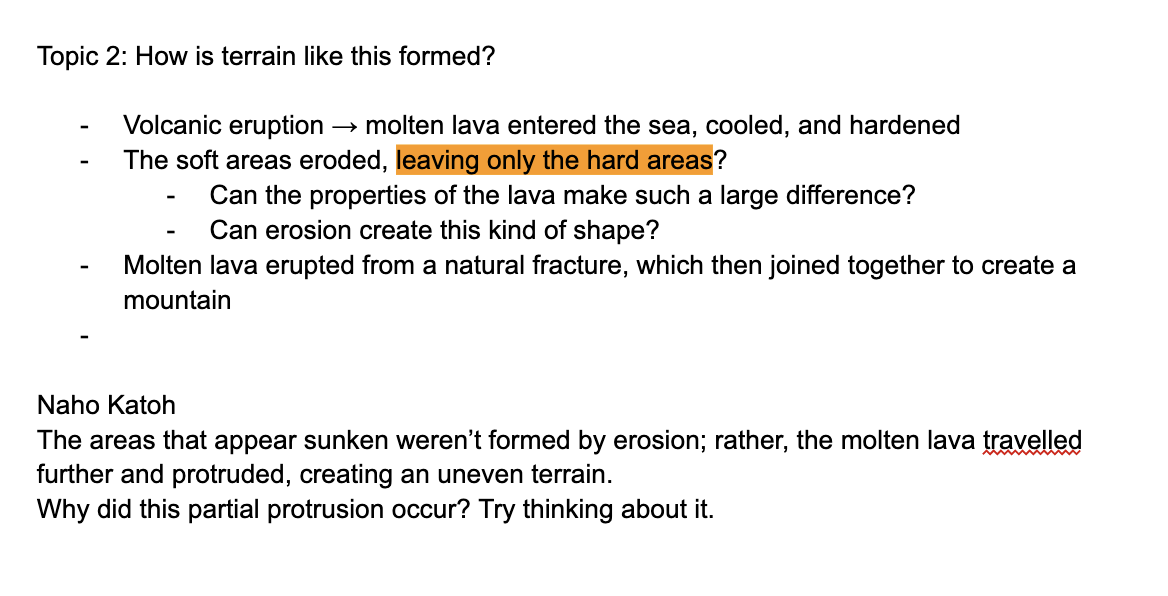 Topic 2: How is terrain like this formed?
- Volcanic eruption → molten lava entered the sea, cooled, and hardened
- The soft areas eroded, leaving only the hard areas?
- Can the properties of the lava make such a large difference?
- Can erosion create this kind of shape?
- Molten lava erupted from a natural fracture, which then joined together to create a
mountain
-
Naho Katoh
The areas that appear sunken weren’t formed by erosion; rather, the molten lava travelled
further and protruded, creating an uneven terrain.
Why did this partial protrusion occur? Try thinking about it.